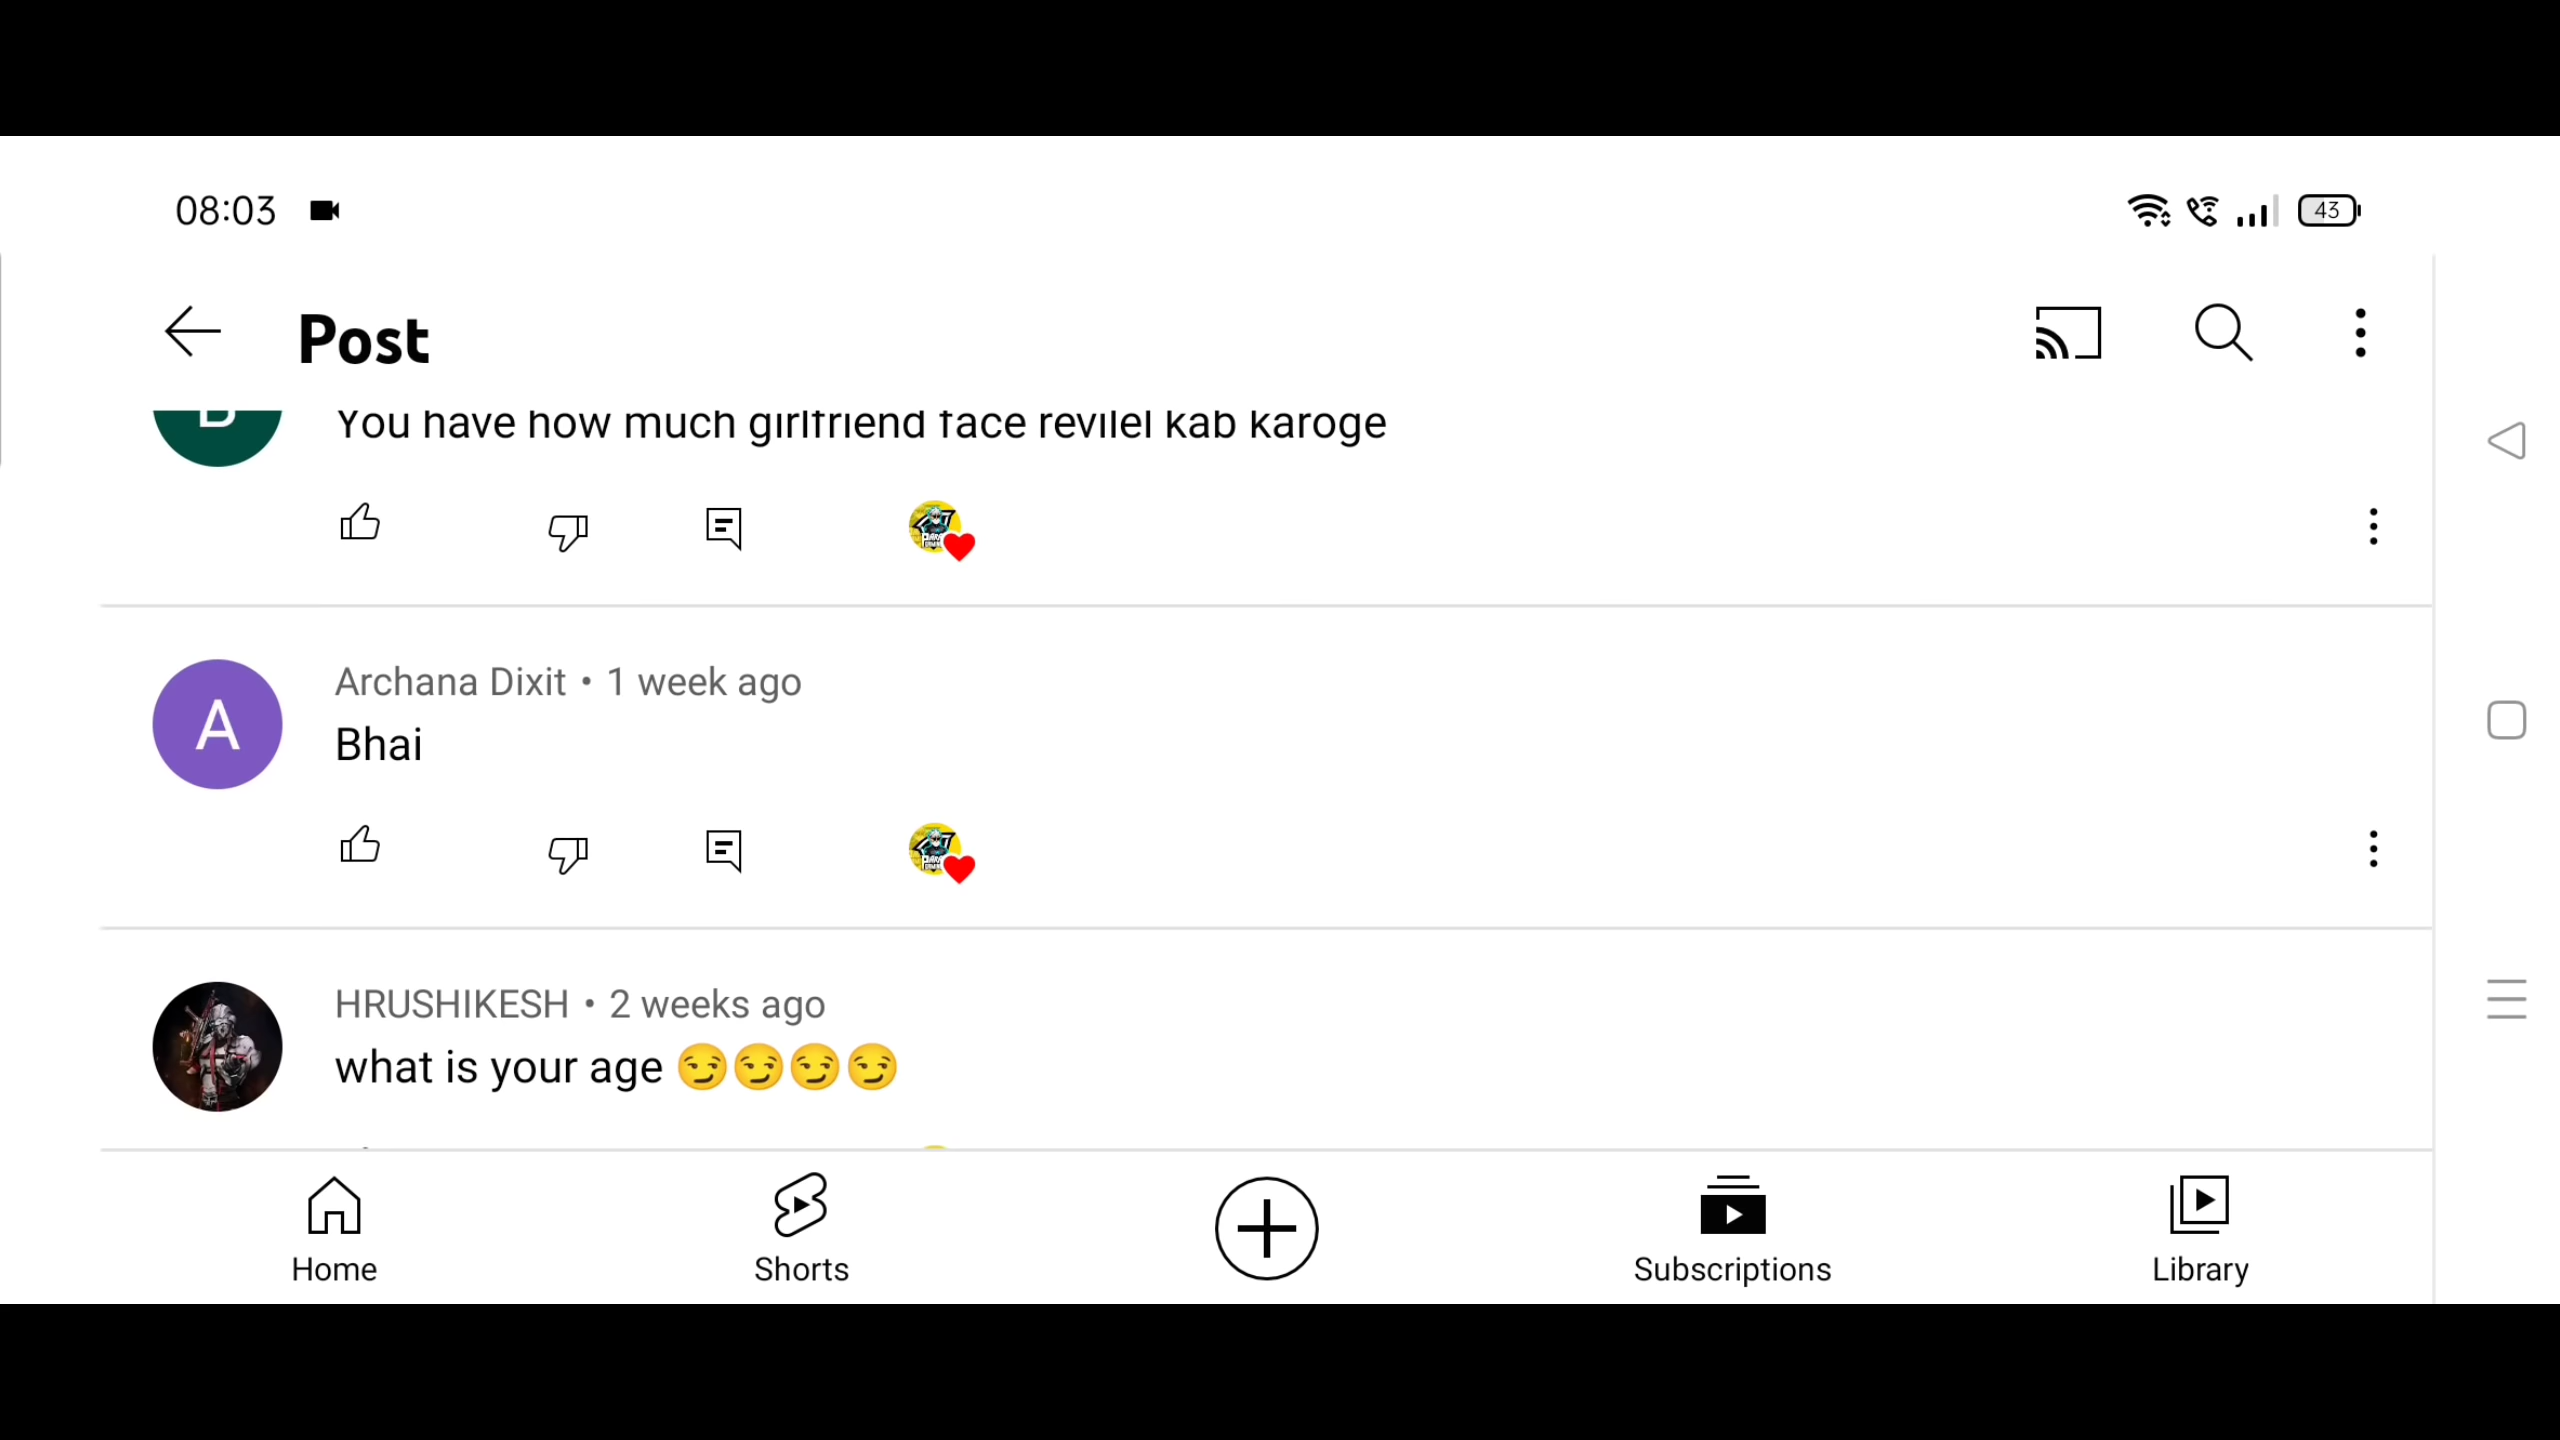 08:03
43
Post
You have how much girlfriend face revilel kab karoge
Archana Dixit • 1 week ago
A
Bhai
HRUSHIKESH • 2 weeks ago
what is your age 😏😏😏😏
Home
Shorts
Subscriptions
Library